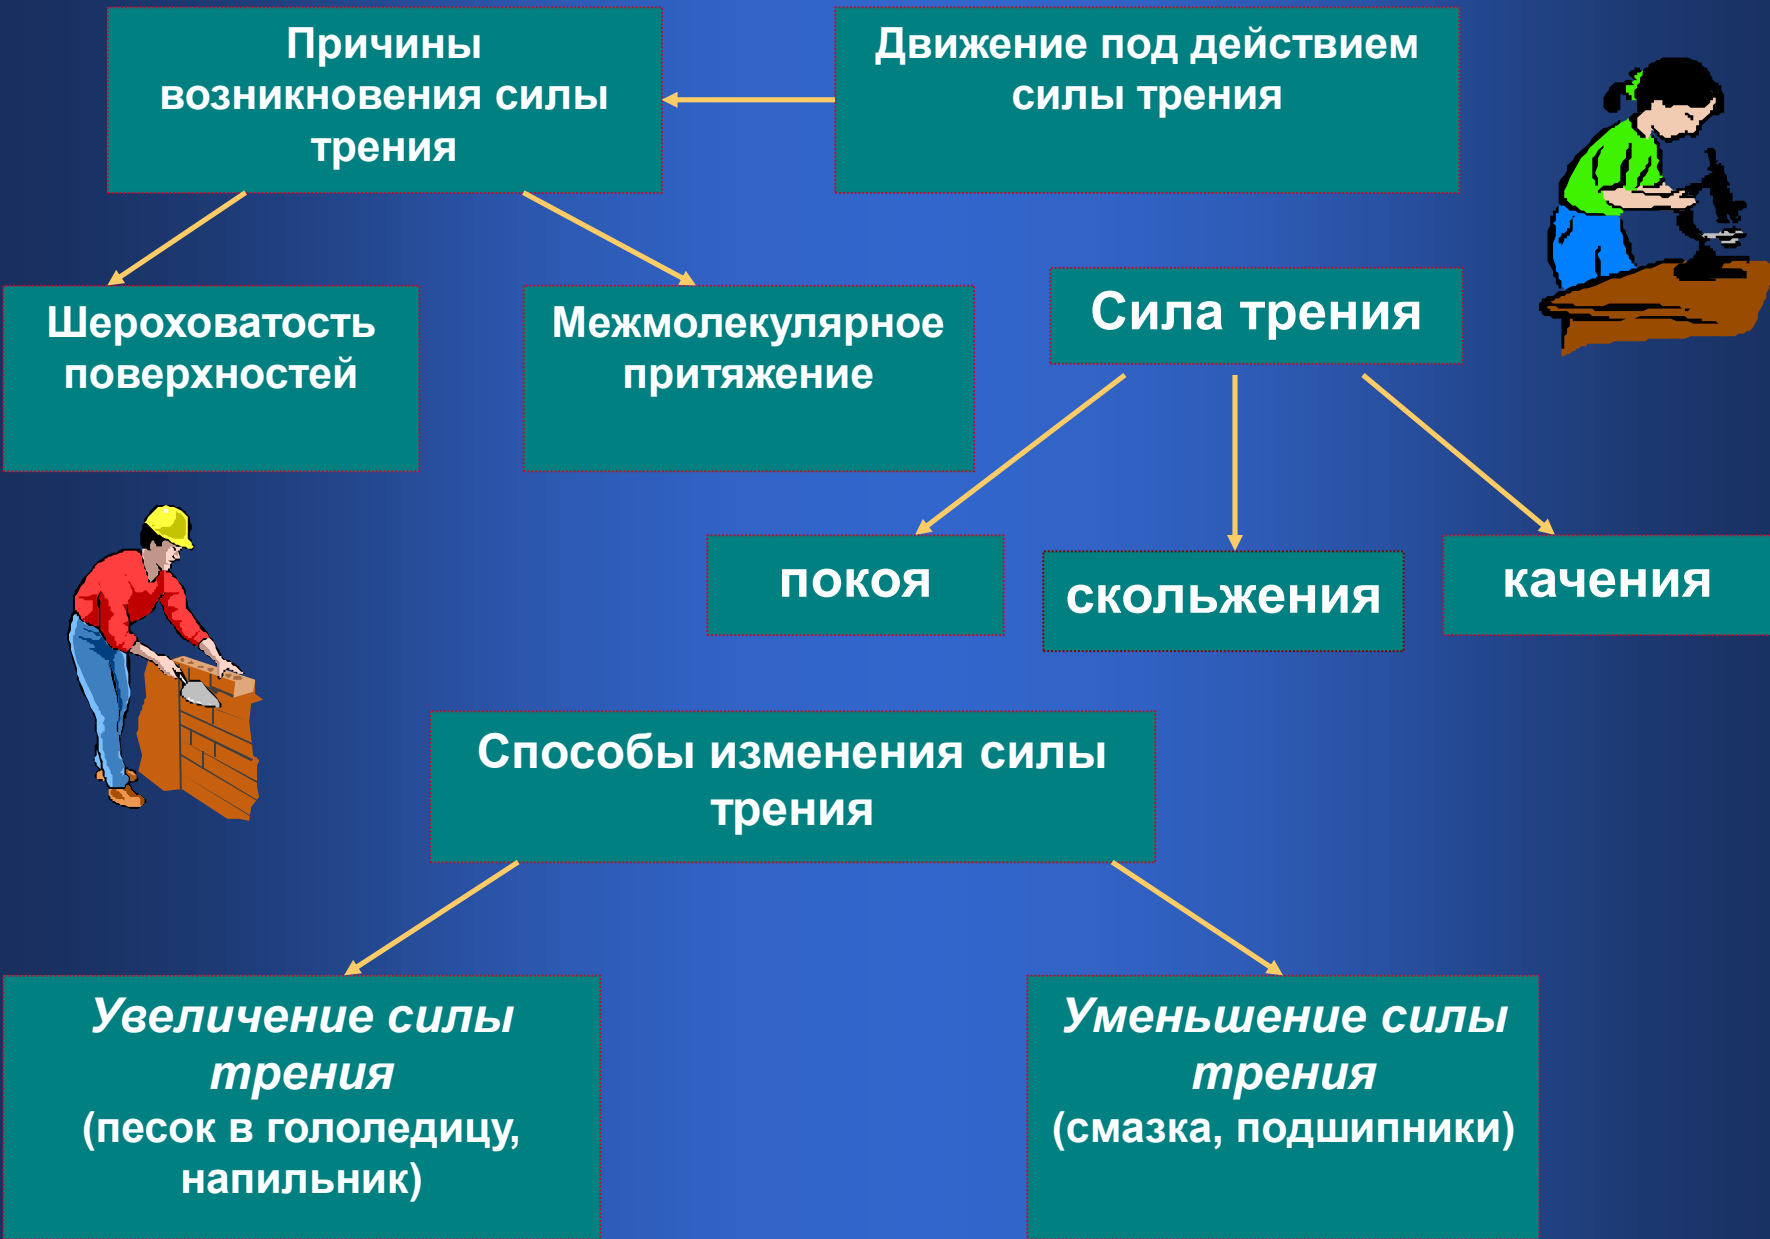 Причины
возникновения силы
трения
Движение под действием
силы трения
Шероховатость
поверхностей
Межмолекулярное
притяжение
Сила трения
покоя
скольжения
качения
Способы изменения силы
трения
Увеличение силы
трения
(песок в гололедицу,
напильник)
Уменьшение силы
трения
(смазка, подшипники)